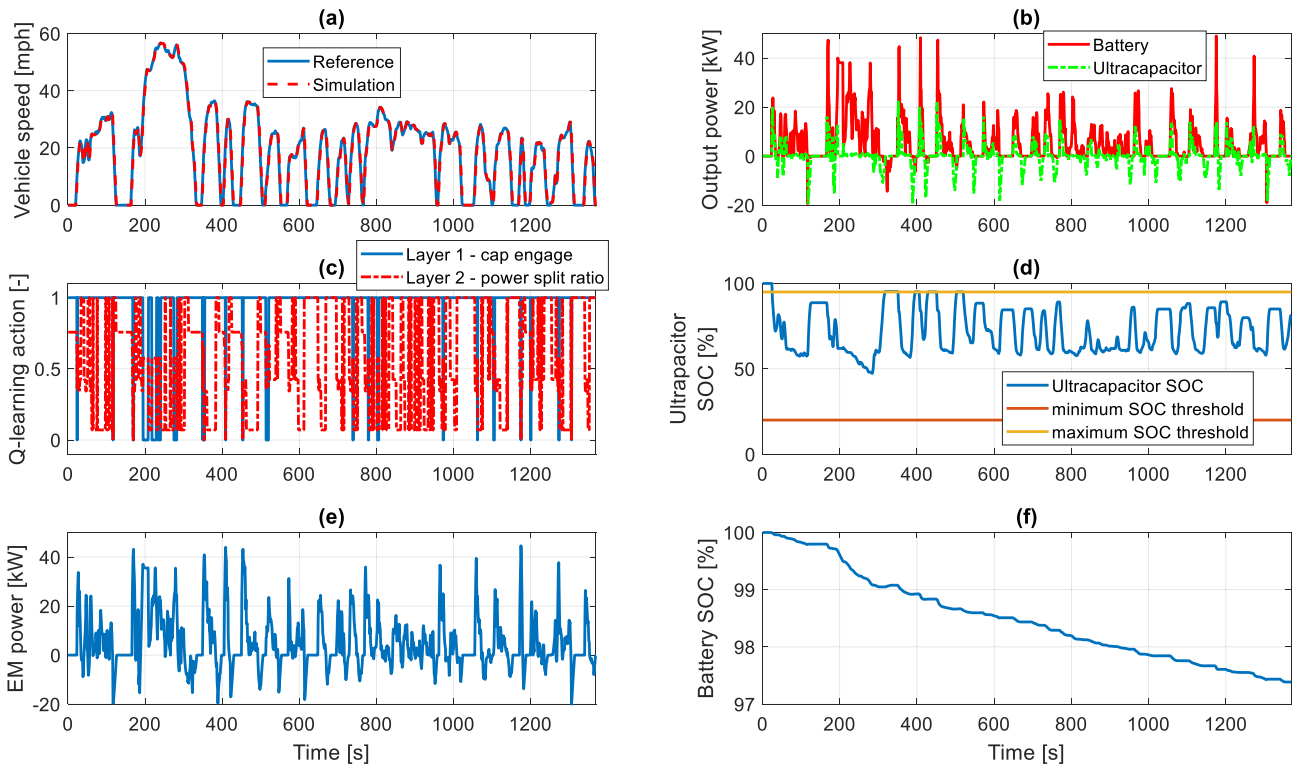 (a)
Vehicle speed [mph]
60
40
20
0
Reference
Simulation
0 200 400 600 800 1000 1200
(b)
Output power [kW]
40
20
0
-20
Battery
Ultracapacitor
0 200 400 600 800 1000 1200
(c)
Q-learning action [-]
1
0.5
0
Layer 1 - cap engage
Layer 2 - power split ratio
0 200 400 600 800 1000 1200
(d)
Ultrapacitor
SOC [%]
100
50
0
Ultracapacitor SOC
minimum SOC threshold
maximum SOC threshold
0 200 400 600 800 1000 1200
(e)
EM power [kW]
40
20
0
-20
0 200 400 600 800 1000 1200
Time [s]
(f)
Battery SOC [%]
100
99
98
97
0 200 400 600 800 1000 1200
Time [s]